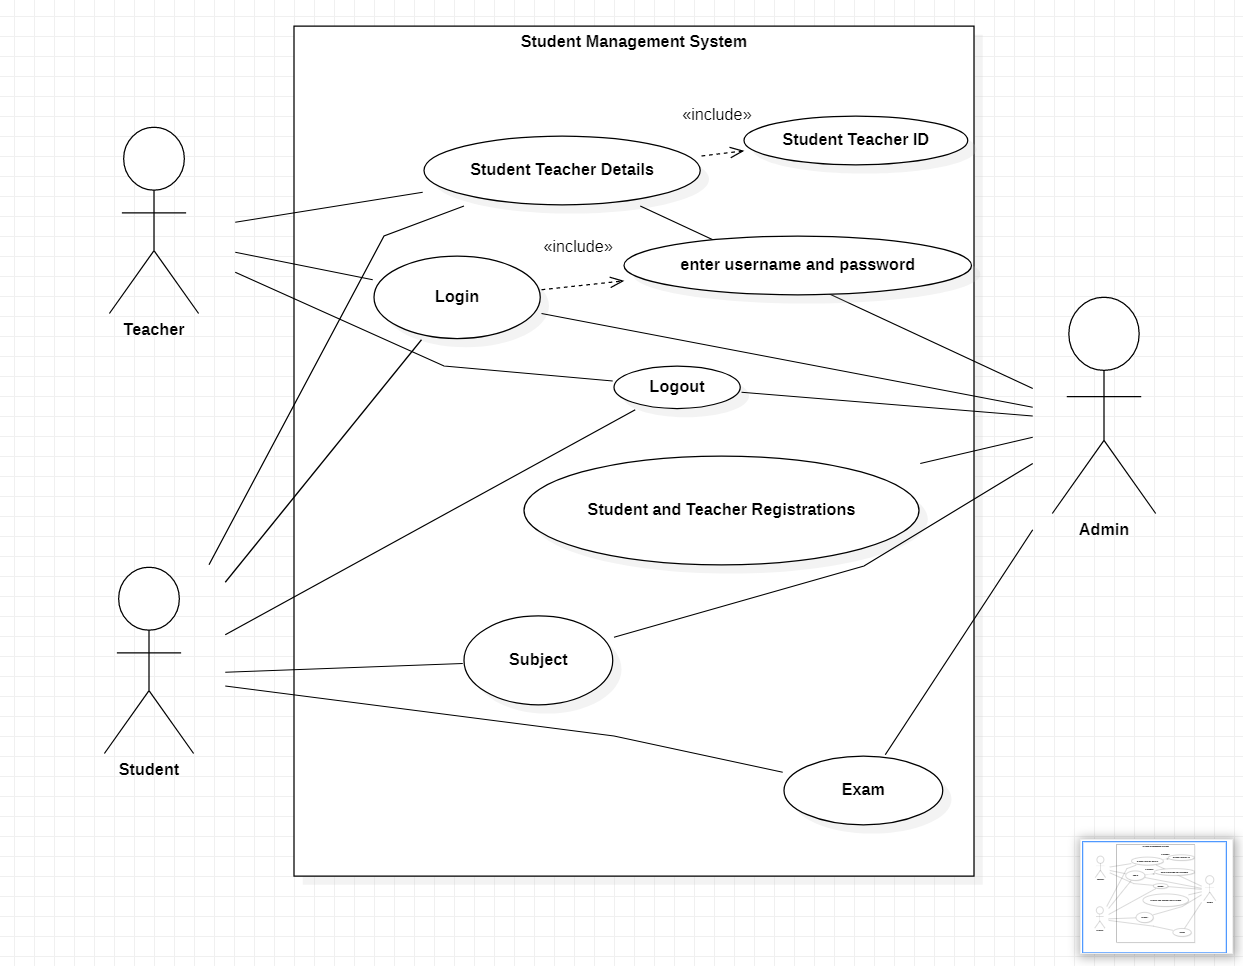 Student Management System
«include»
Student Teacher ID
Student Teacher Details
«include»
enter username and password
Login
Teacher
Logout
Student and Teacher Registrations
Admin
Subject
Student
Exam